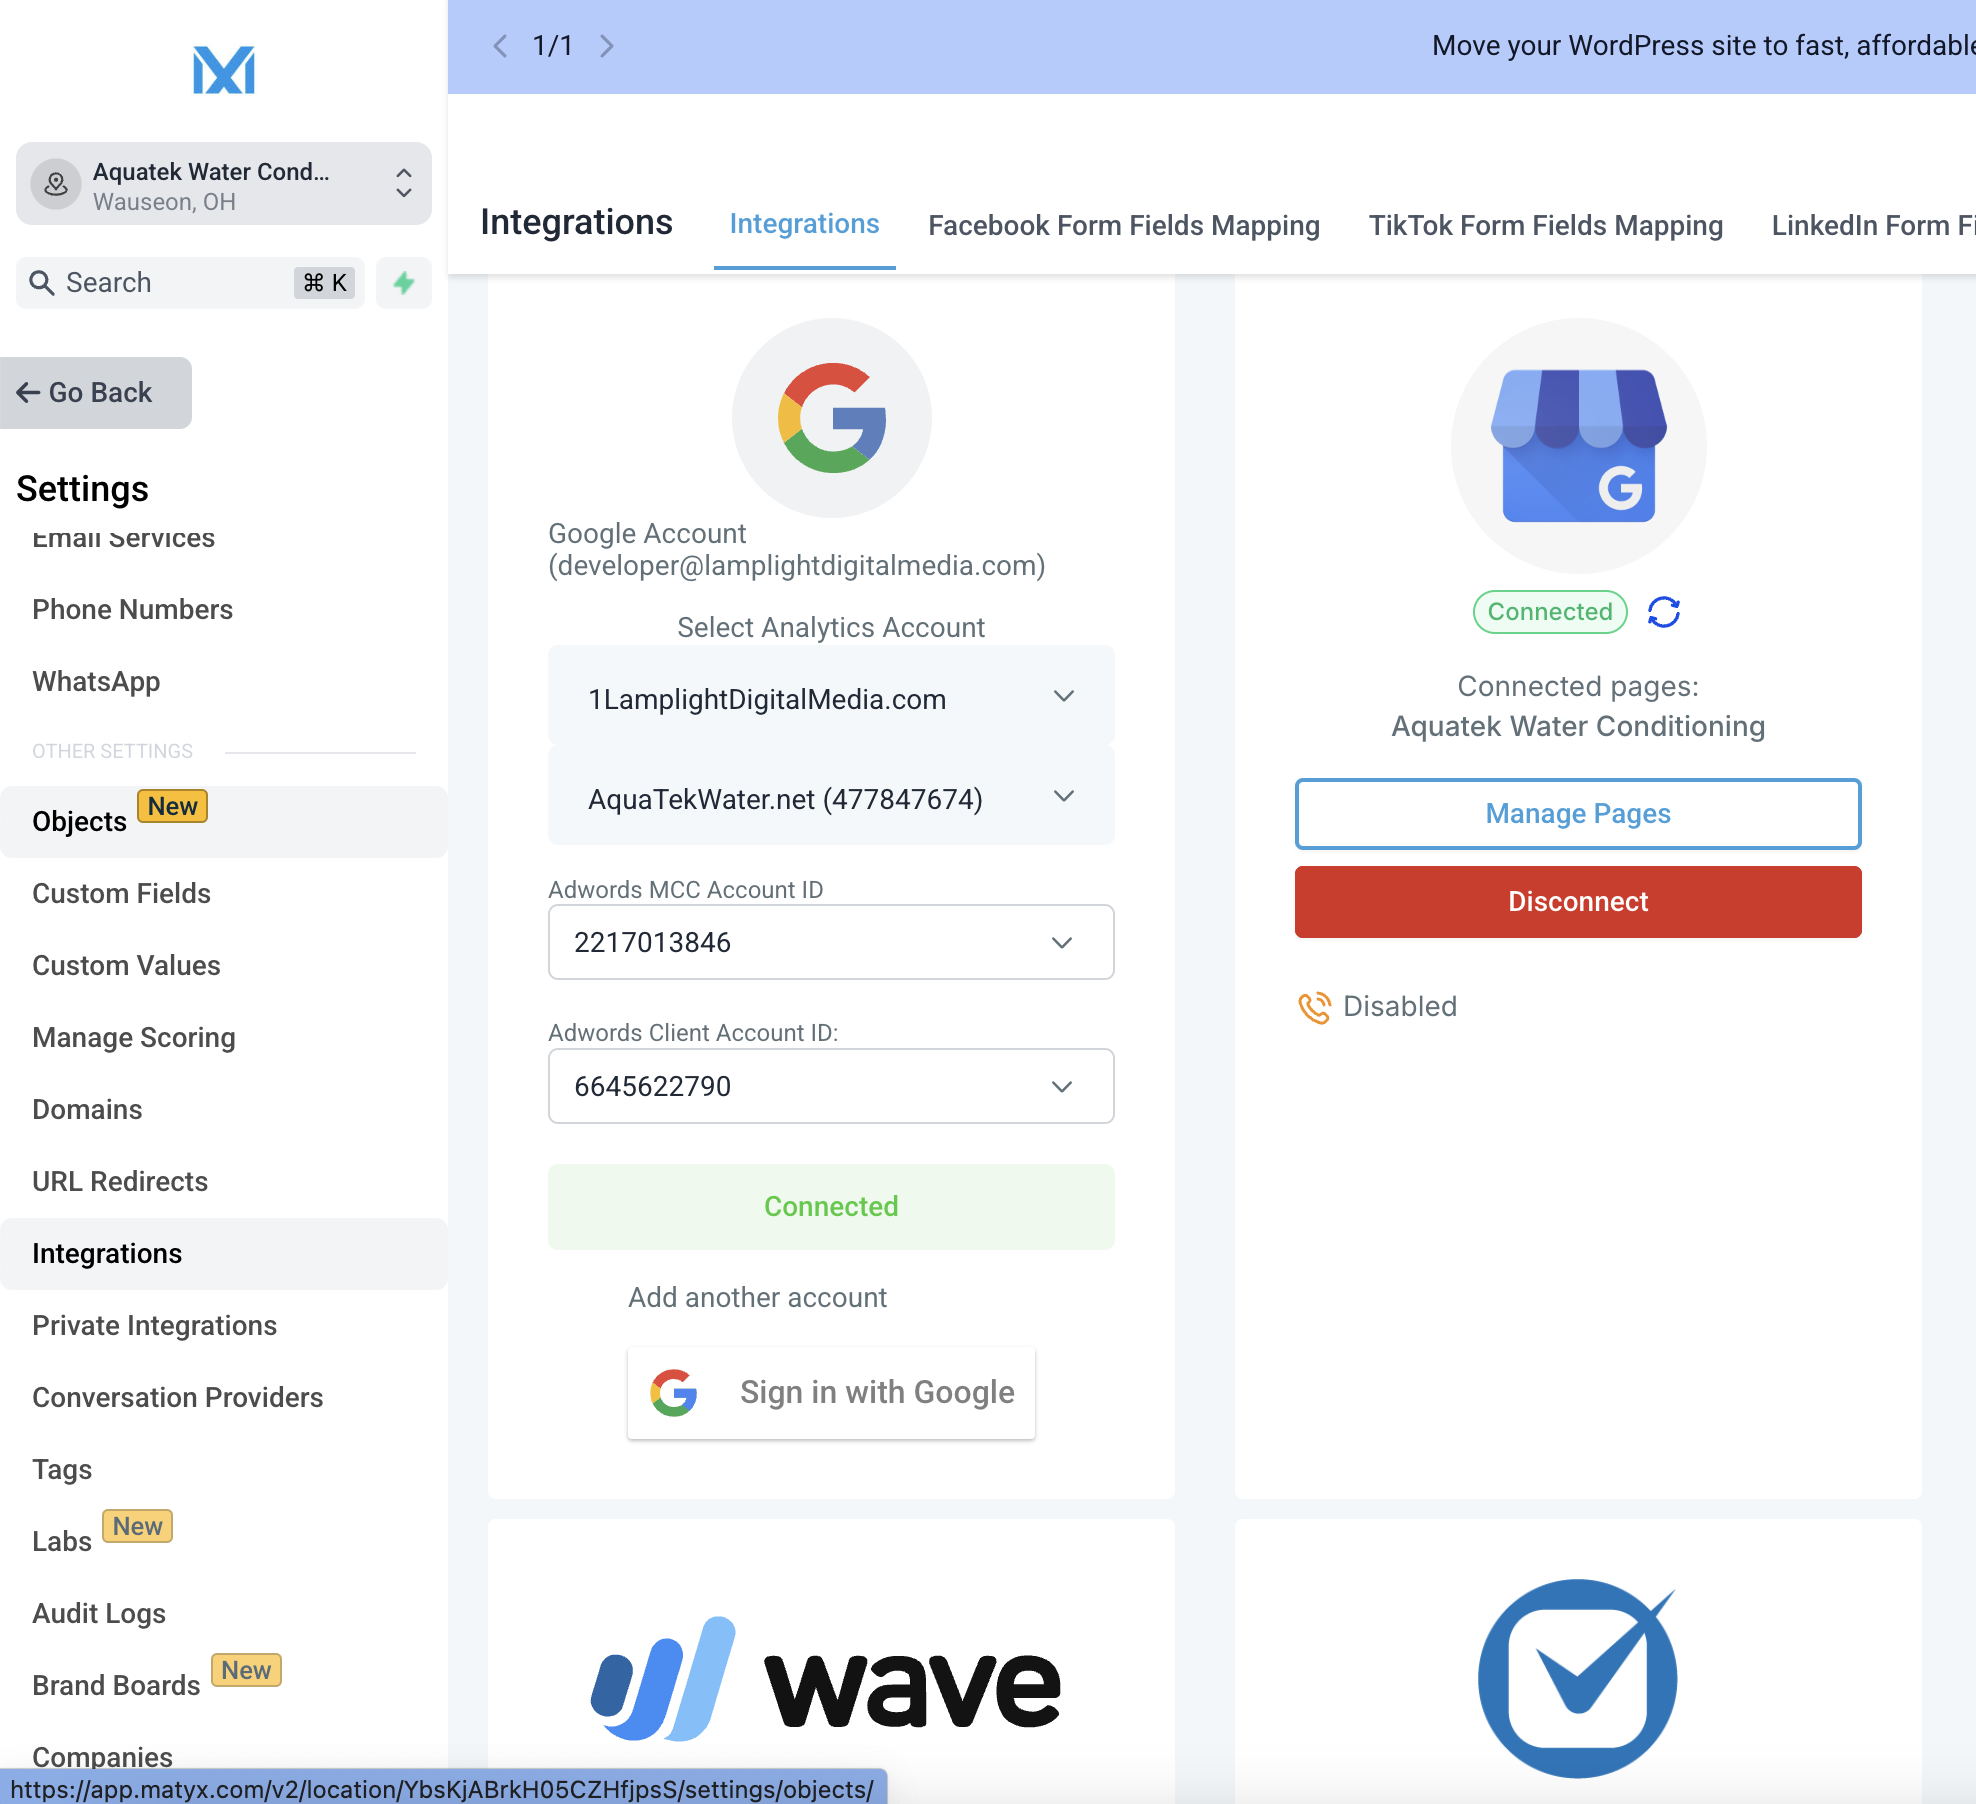 Aquatek Water Cond...
Wauseon, OH
Search
⌘ K
Go Back
Settings
Email Services
Phone Numbers
WhatsApp
OTHER SETTINGS
Objects New
Custom Fields
Custom Values
Manage Scoring
Domains
URL Redirects
Integrations
Private Integrations
Conversation Providers
Tags
Labs New
Audit Logs
Brand Boards New
Companies
https://app.matyx.com/v2/location/YbsKjABrkH05CZHfjpsS/settings/objects/
1/1
Move your WordPress site to fast, affordable
Integrations
Integrations
Facebook Form Fields Mapping
TikTok Form Fields Mapping
LinkedIn Form Fi
Google Account
(developer@lamplightdigitalmedia.com)
Select Analytics Account
1LamplightDigitalMedia.com
AquaTekWater.net (477847674)
Adwords MCC Account ID
2217013846
Adwords Client Account ID:
6645622790
Connected
Add another account
Sign in with Google
Connected
Connected pages:
Aquatek Water Conditioning
Manage Pages
Disconnect
Disabled
wave